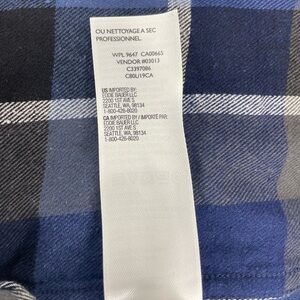 OU NETTOYAGE A SEC
PROFESSIONNEL.
WPL 9647 CA00665
VENDOR #03013
C3397086
C80U19CA
US IMPORTED BY:
EDDIE BAUER LLC
2200 1ST AVE S
SEATTLE, WA, 98134
1-800-426-8020
CA IMPORTED BY / IMPORTÉ PAR:
EDDIE BAUER LLC
2200 1ST AVE S
SEATTLE, WA, 98134
1-800-426-8020